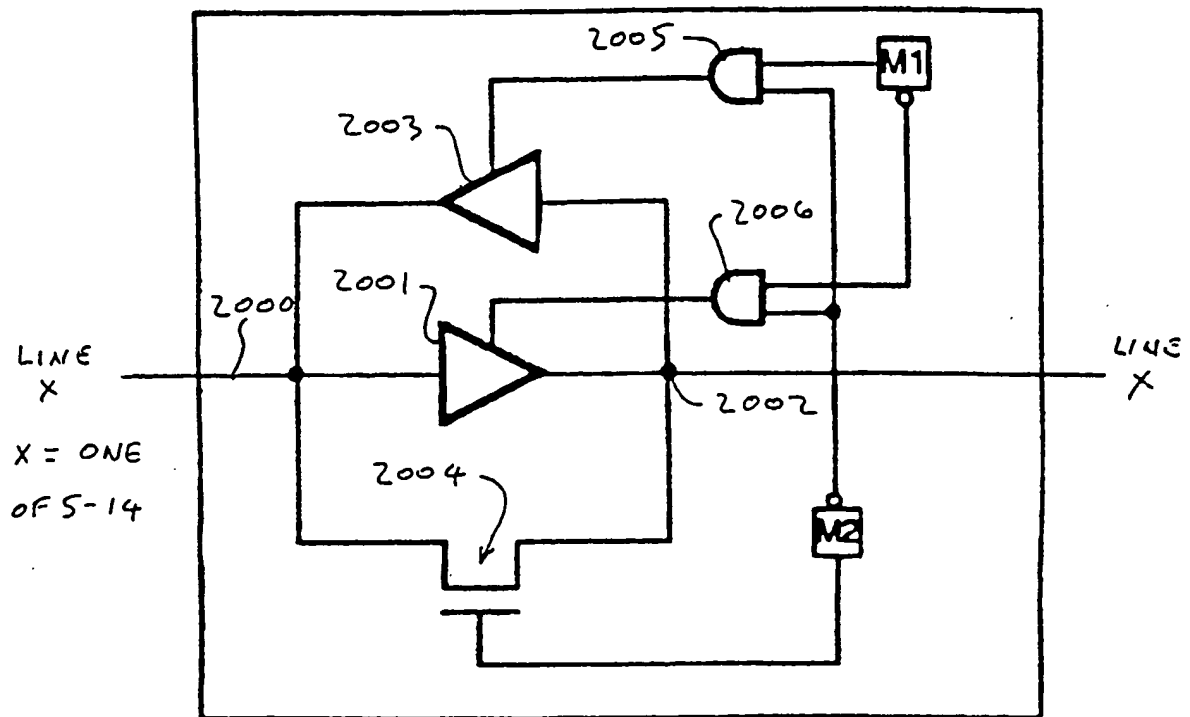 2005
M1
2003
2006
2001
2000
LINE
X
LINE
X
2002
X = ONE
OF 5-14
2004
M2